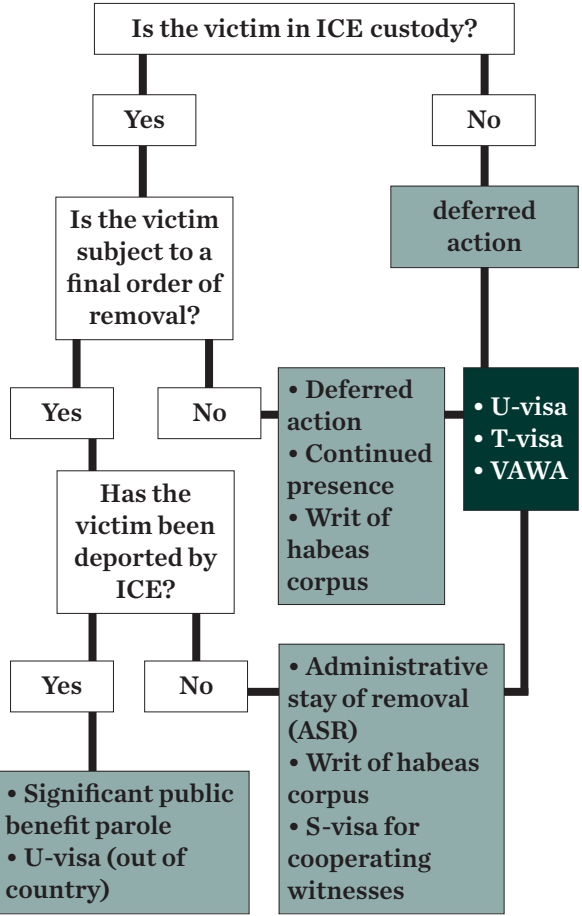 Is the victim in ICE custody?
Yes
No
Is the victim
subject to a
final order of
removal?
deferred
action
Yes
No
• Deferred
action
• Continued
presence
• Writ of
habeas
corpus
• U-visa
• T-visa
• VAWA
Has the
victim been
deported by
ICE?
Yes
No
• Administrative
stay of removal
(ASR)
• Writ of habeas
corpus
• S-visa for
cooperating
witnesses
• Significant public
benefit parole
• U-visa (out of
country)